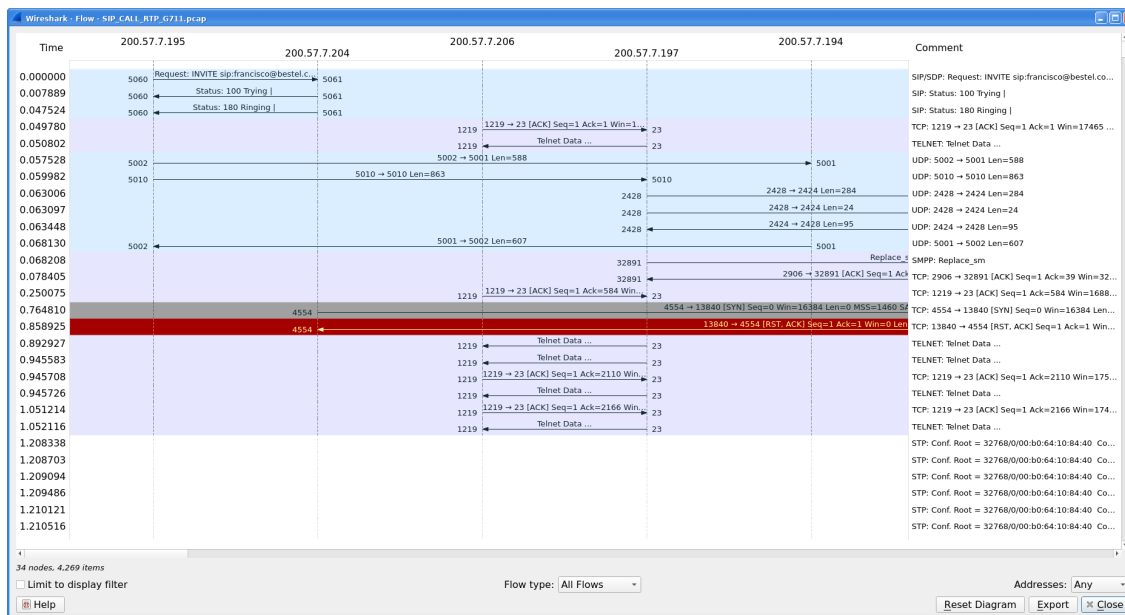 Wireshark · Flow · SIP_CALL_RTP_G711.pcap
Time 200.57.7.195 200.57.7.204 200.57.7.206 200.57.7.197 200.57.7.194 Comment
0.000000 5060 Request: INVITE sip:francisco@bestel.c... 5061 SIP/SDP: Request: INVITE sip:francisco@bestel.co...
0.007889 5060 Status: 100 Trying | 5061 SIP: Status: 100 Trying |
0.047524 5060 Status: 180 Ringing | 5061 SIP: Status: 180 Ringing |
0.049780 1219 1219 → 23 [ACK] Seq=1 Ack=1 Win=1... 23 TCP: 1219 → 23 [ACK] Seq=1 Ack=1 Win=17465 ...
0.050802 1219 Telnet Data ... 23 TELNET: Telnet Data ...
0.057528 5002 5002 → 5001 Len=588 5001 UDP: 5002 → 5001 Len=588
0.059982 5010 5010 → 5010 Len=863 5010 UDP: 5010 → 5010 Len=863
0.063006 2428 2428 → 2424 Len=284 UDP: 2428 → 2424 Len=284
0.063097 2428 2428 → 2424 Len=24 UDP: 2428 → 2424 Len=24
0.063448 2428 2424 → 2428 Len=95 UDP: 2424 → 2428 Len=95
0.068130 5002 5001 → 5002 Len=607 5001 UDP: 5001 → 5002 Len=607
0.068208 32891 Replace_s SMPP: Replace_sm
0.078405 32891 2906 → 32891 [ACK] Seq=1 Ack TCP: 2906 → 32891 [ACK] Seq=1 Ack=39 Win=32...
0.250075 1219 1219 → 23 [ACK] Seq=1 Ack=584 Win... 23 TCP: 1219 → 23 [ACK] Seq=1 Ack=584 Win=1688...
0.764810 4554 4554 → 13840 [SYN] Seq=0 Win=16384 Len=0 MSS=1460 SA TCP: 4554 → 13840 [SYN] Seq=0 Win=16384 Len...
0.858925 4554 13840 → 4554 [RST, ACK] Seq=1 Ack=1 Win=0 Len TCP: 13840 → 4554 [RST, ACK] Seq=1 Ack=1 Win...
0.892927 1219 Telnet Data ... 23 TELNET: Telnet Data ...
0.945583 1219 Telnet Data ... 23 TELNET: Telnet Data ...
0.945708 1219 1219 → 23 [ACK] Seq=1 Ack=2110 Win... 23 TCP: 1219 → 23 [ACK] Seq=1 Ack=2110 Win=175...
0.945726 1219 Telnet Data ... 23 TELNET: Telnet Data ...
1.051214 1219 1219 → 23 [ACK] Seq=1 Ack=2166 Win... 23 TCP: 1219 → 23 [ACK] Seq=1 Ack=2166 Win=174...
1.052116 1219 Telnet Data ... 23 TELNET: Telnet Data ...
1.208338 STP: Conf. Root = 32768/0/00:b0:64:10:84:40 Co...
1.208703 STP: Conf. Root = 32768/0/00:b0:64:10:84:40 Co...
1.209094 STP: Conf. Root = 32768/0/00:b0:64:10:84:40 Co...
1.209486 STP: Conf. Root = 32768/0/00:b0:64:10:84:40 Co...
1.210121 STP: Conf. Root = 32768/0/00:b0:64:10:84:40 Co...
1.210516 STP: Conf. Root = 32768/0/00:b0:64:10:84:40 Co...
34 nodes, 4,269 items
Limit to display filter Flow type: All Flows Addresses: Any
Help Reset Diagram Export Close